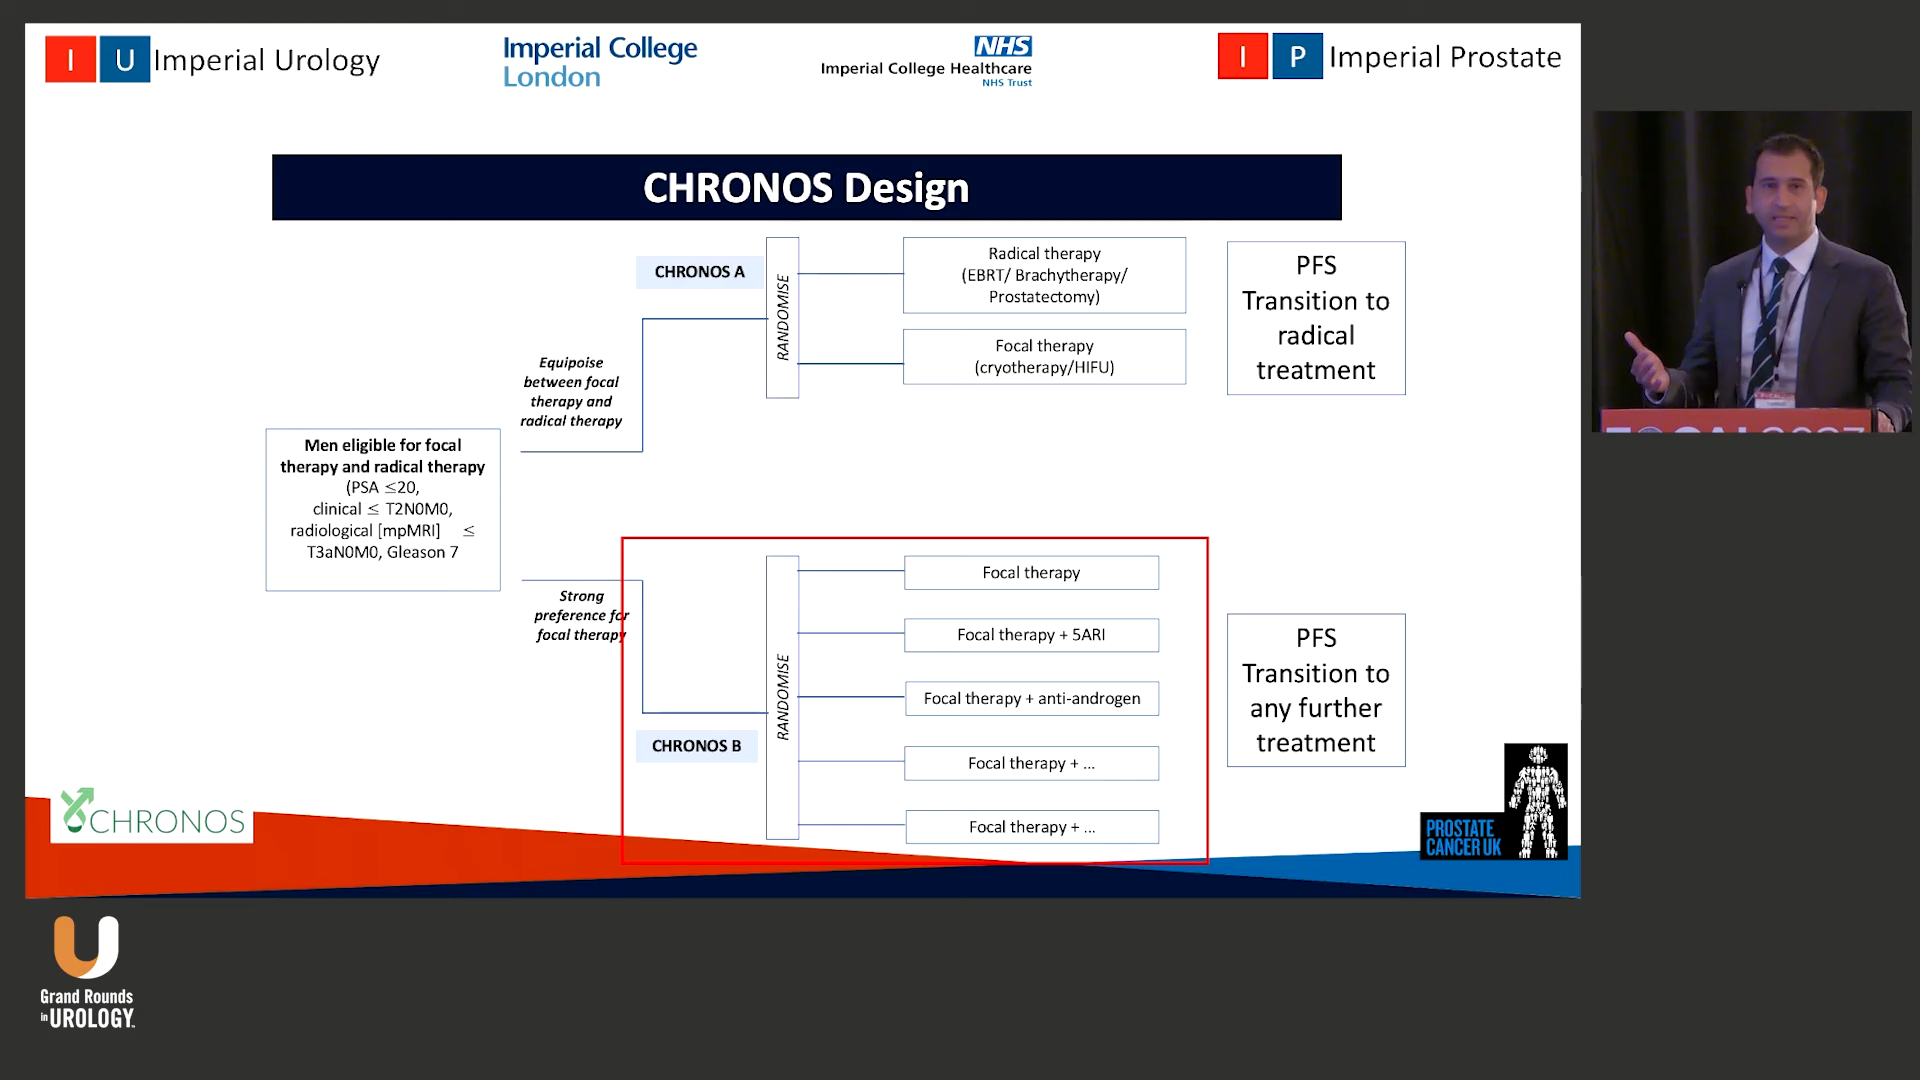 I U Imperial Urology
Imperial College
London
NHS
Imperial College Healthcare
NHS Trust
I P Imperial Prostate
CHRONOS Design
CHRONOS A
RANDOMISE
Radical therapy
(EBRT/ Brachytherapy/
Prostatectomy)
Focal therapy
(cryotherapy/HIFU)
PFS
Transition to
radical
treatment
Equipoise
between focal
therapy and
radical therapy
Men eligible for focal
therapy and radical therapy
(PSA ≤20,
clinical ≤ T2N0M0,
radiological [mpMRI] ≤
T3aN0M0, Gleason 7
Strong
preference for
focal therapy
CHRONOS B
RANDOMISE
Focal therapy
Focal therapy + 5ARI
Focal therapy + anti-androgen
Focal therapy + ...
Focal therapy + ...
PFS
Transition to
any further
treatment
CHRONOS
PROSTATE
CANCER UK
Grand Rounds
in UROLOGY